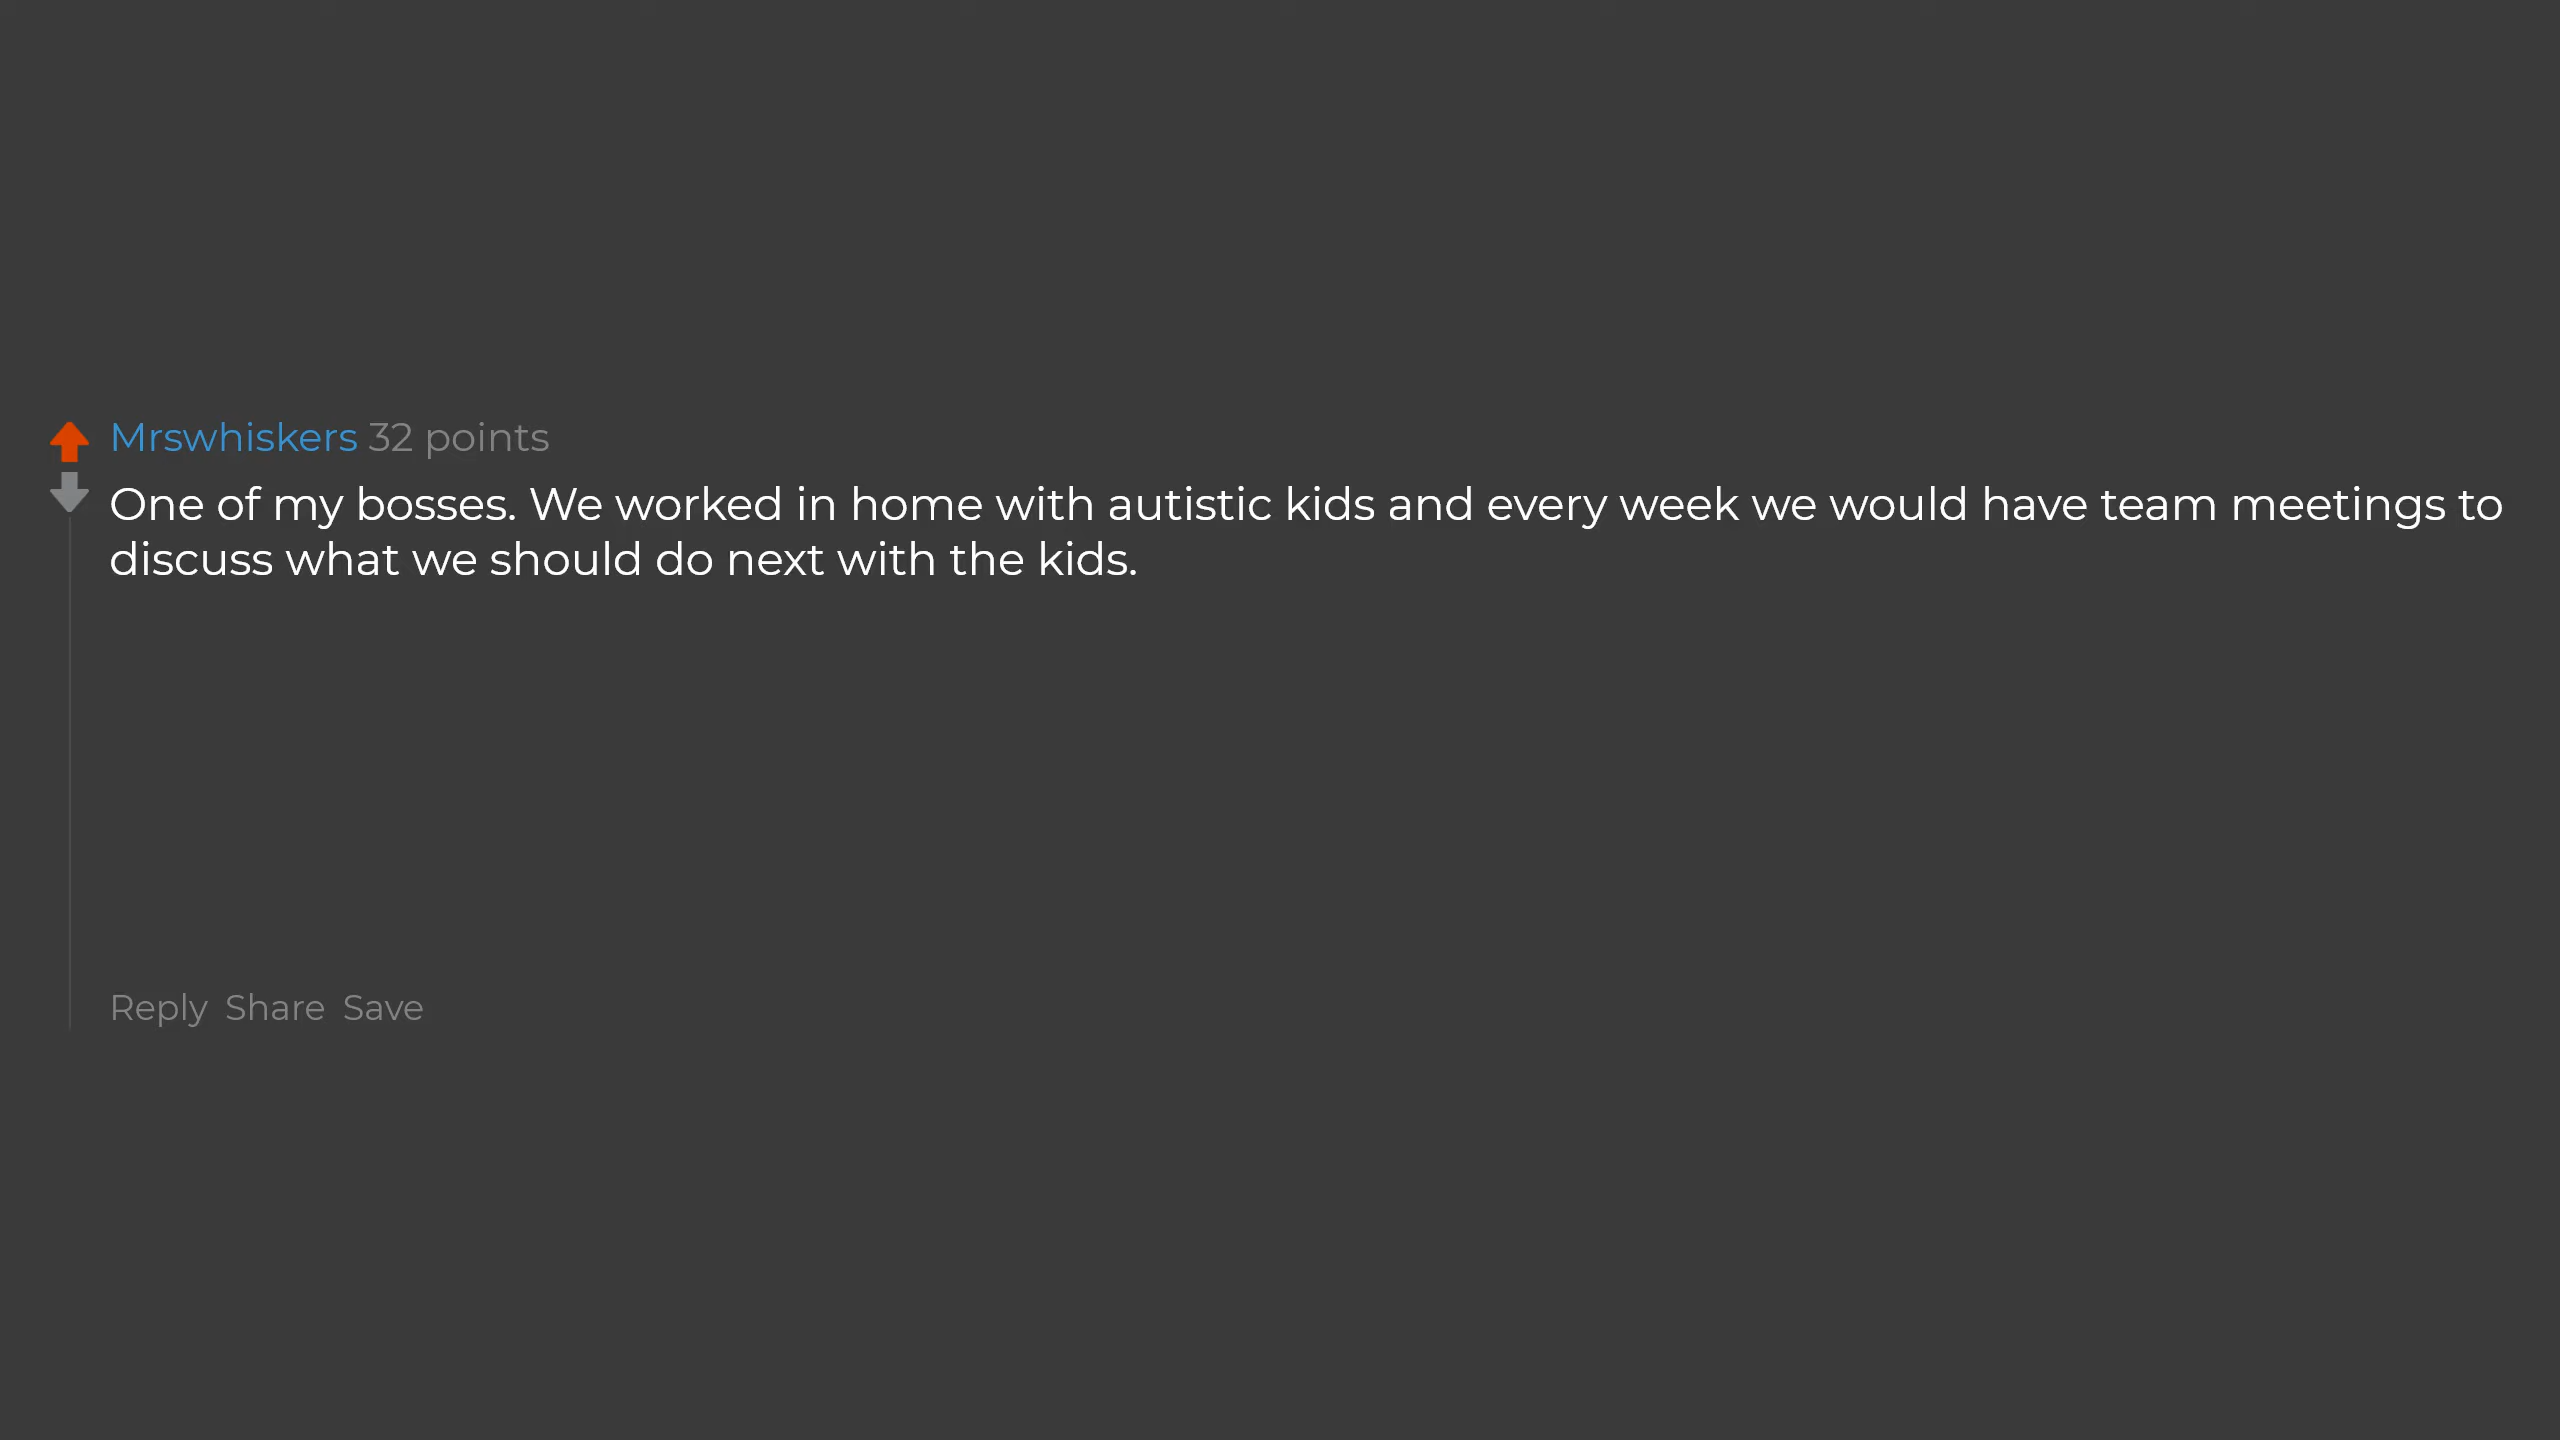 Mrswhiskers 32 points
One of my bosses. We worked in home with autistic kids and every week we would have team meetings to
discuss what we should do next with the kids.
Reply Share Save